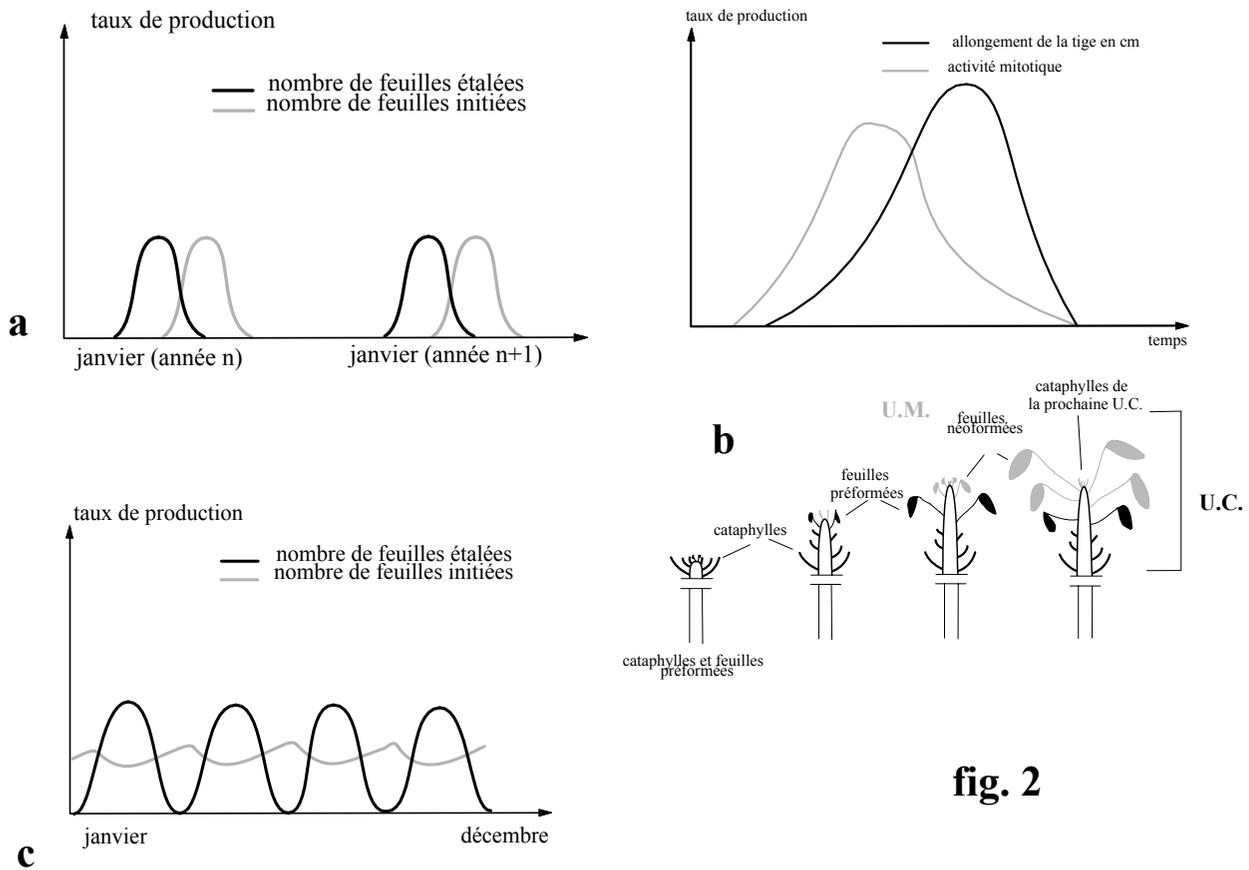 taux de production
nombre de feuilles étalées
nombre de feuilles initiées
a
janvier (année n)
janvier (année n+1)
taux de production
allongement de la tige en cm
activité mitotique
temps
b
U.M.
cataphylles de
la prochaine U.C.
feuilles
néoformées
feuilles
préformées
cataphylles
U.C.
cataphylles et feuilles
préformées
taux de production
nombre de feuilles étalées
nombre de feuilles initiées
janvier
décembre
c
fig. 2